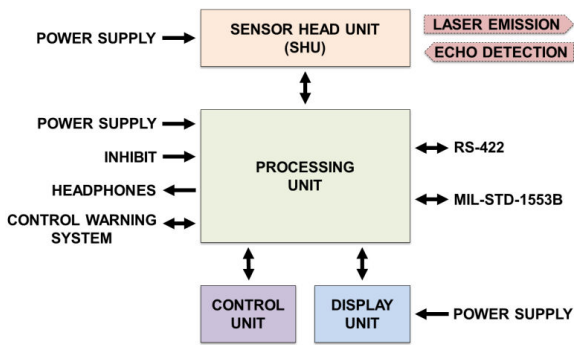 POWER SUPPLY
SENSOR HEAD UNIT
(SHU)
LASER EMISSION
ECHO DETECTION
POWER SUPPLY
INHIBIT
HEADPHONES
CONTROL WARNING
SYSTEM
PROCESSING
UNIT
RS-422
MIL-STD-1553B
CONTROL
UNIT
DISPLAY
UNIT
POWER SUPPLY